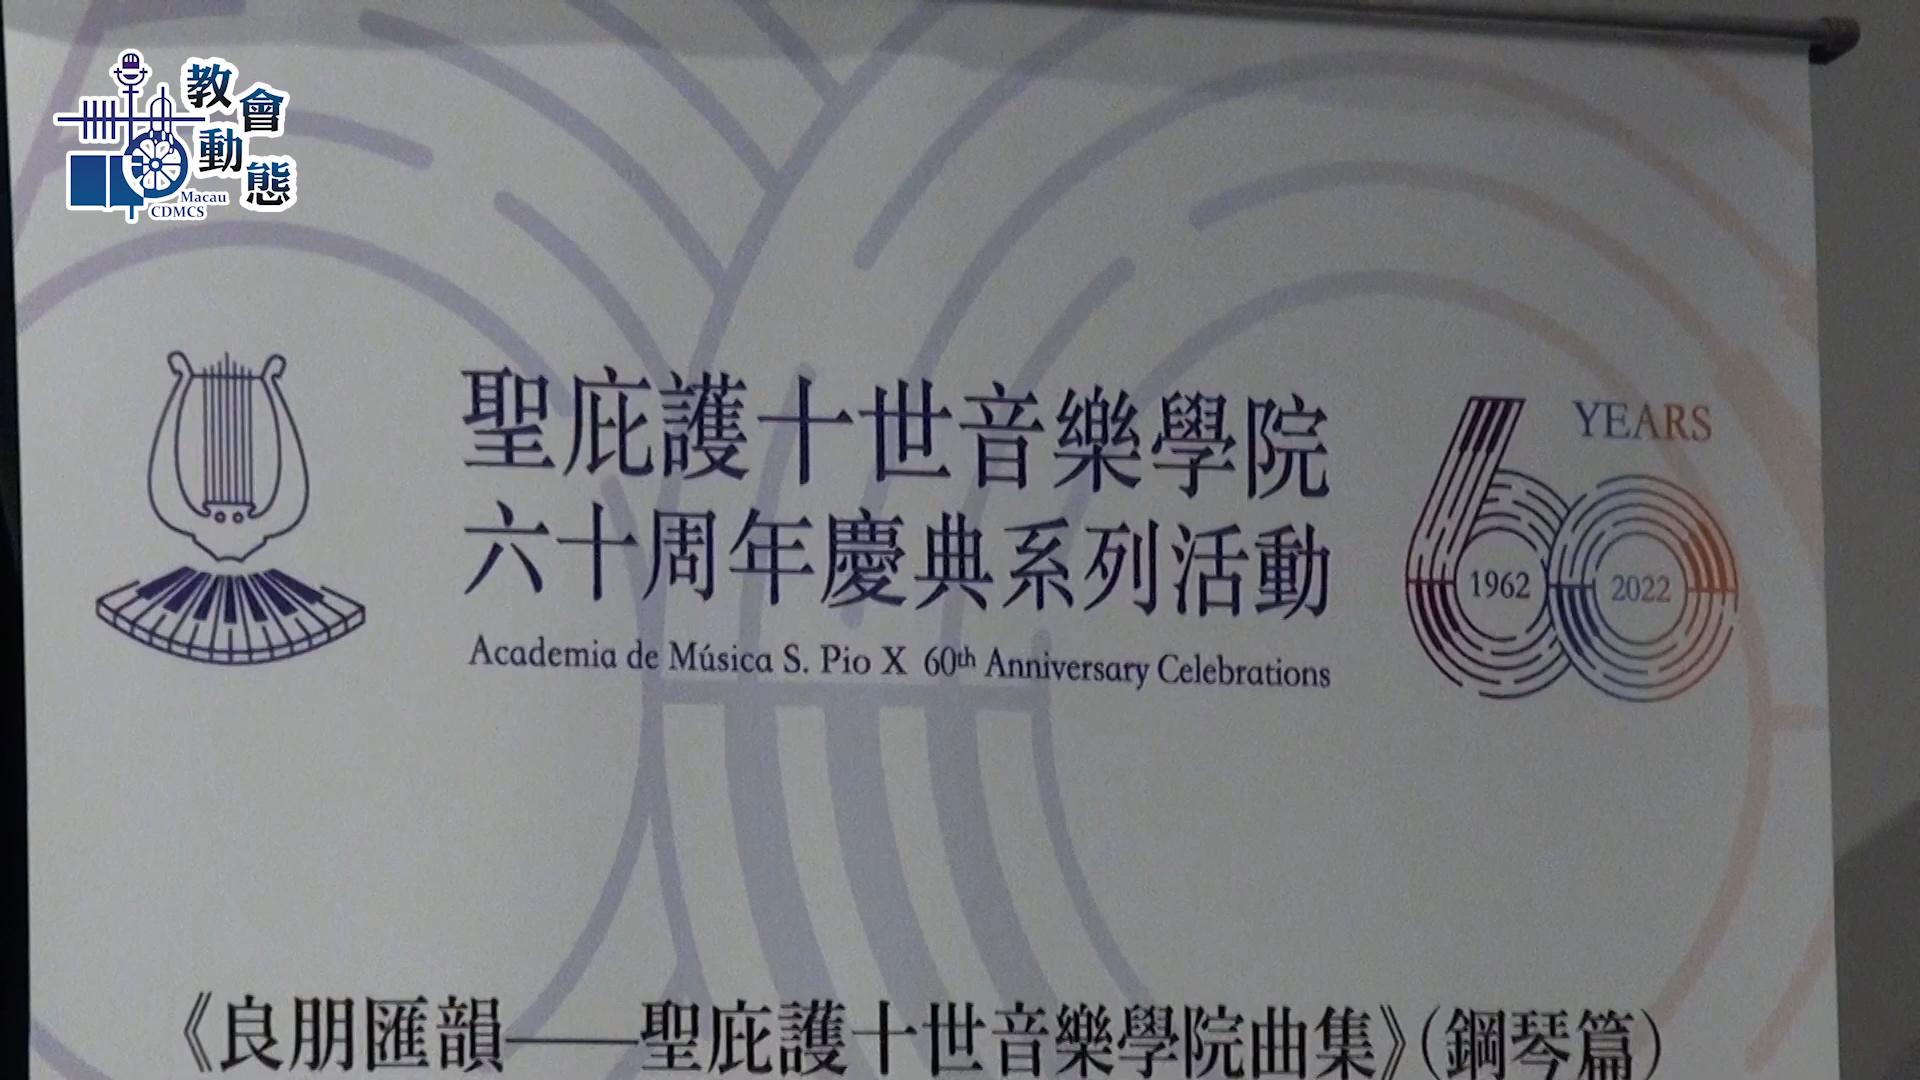 教會動態
Macau
CDMCS
聖庇護十世音樂學院
六十周年慶典系列活動
Academia de Música S. Pio X 60th Anniversary Celebrations
60 YEARS
1962 2022
《良朋匯韻——聖庇護十世音樂學院曲集》（鋼琴篇）